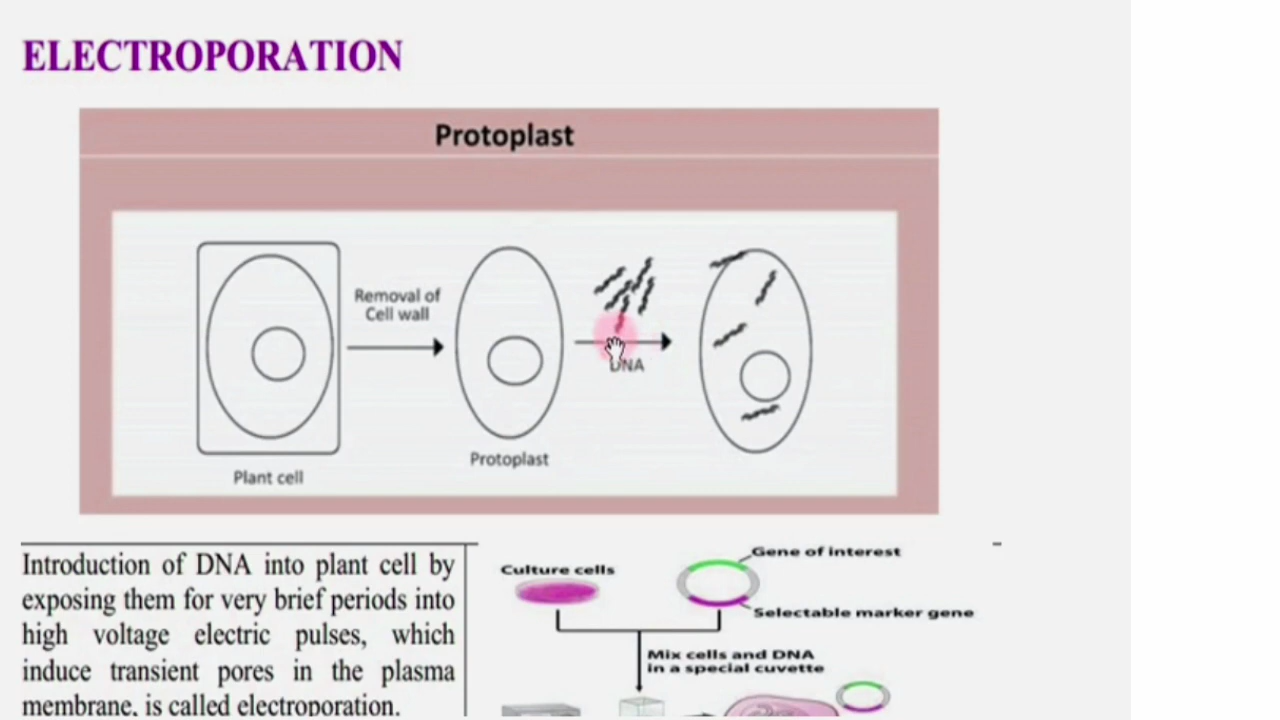 ELECTROPORATION
Protoplast
Removal of
Cell wall
DNA
Protoplast
Plant cell
Introduction of DNA into plant cell by
exposing them for very brief periods into
high voltage electric pulses, which
induce transient pores in the plasma
membrane, is called electroporation.
Gene of interest
Culture cells
Selectable marker gene
Mix cells and DNA
in a special cuvette